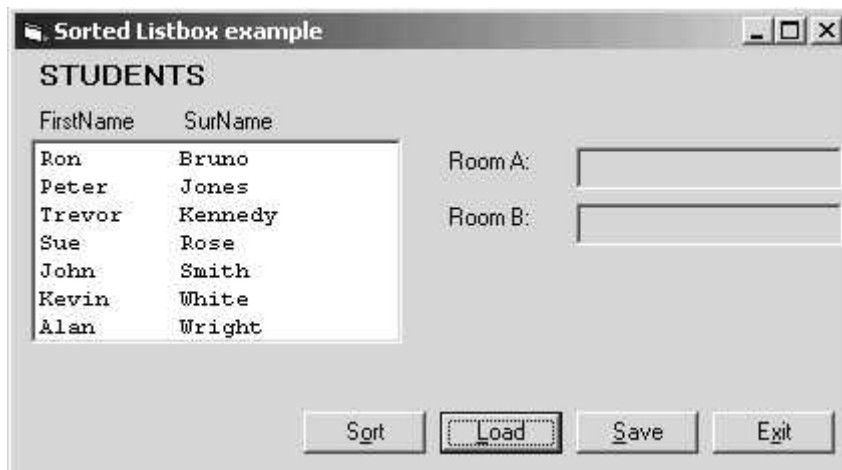 Sorted Listbox example
STUDENTS
FirstName SurName
Ron Bruno
Peter Jones
Trevor Kennedy
Sue Rose
John Smith
Kevin White
Alan Wright
Room A:
Room B:
Sort Load Save Exit